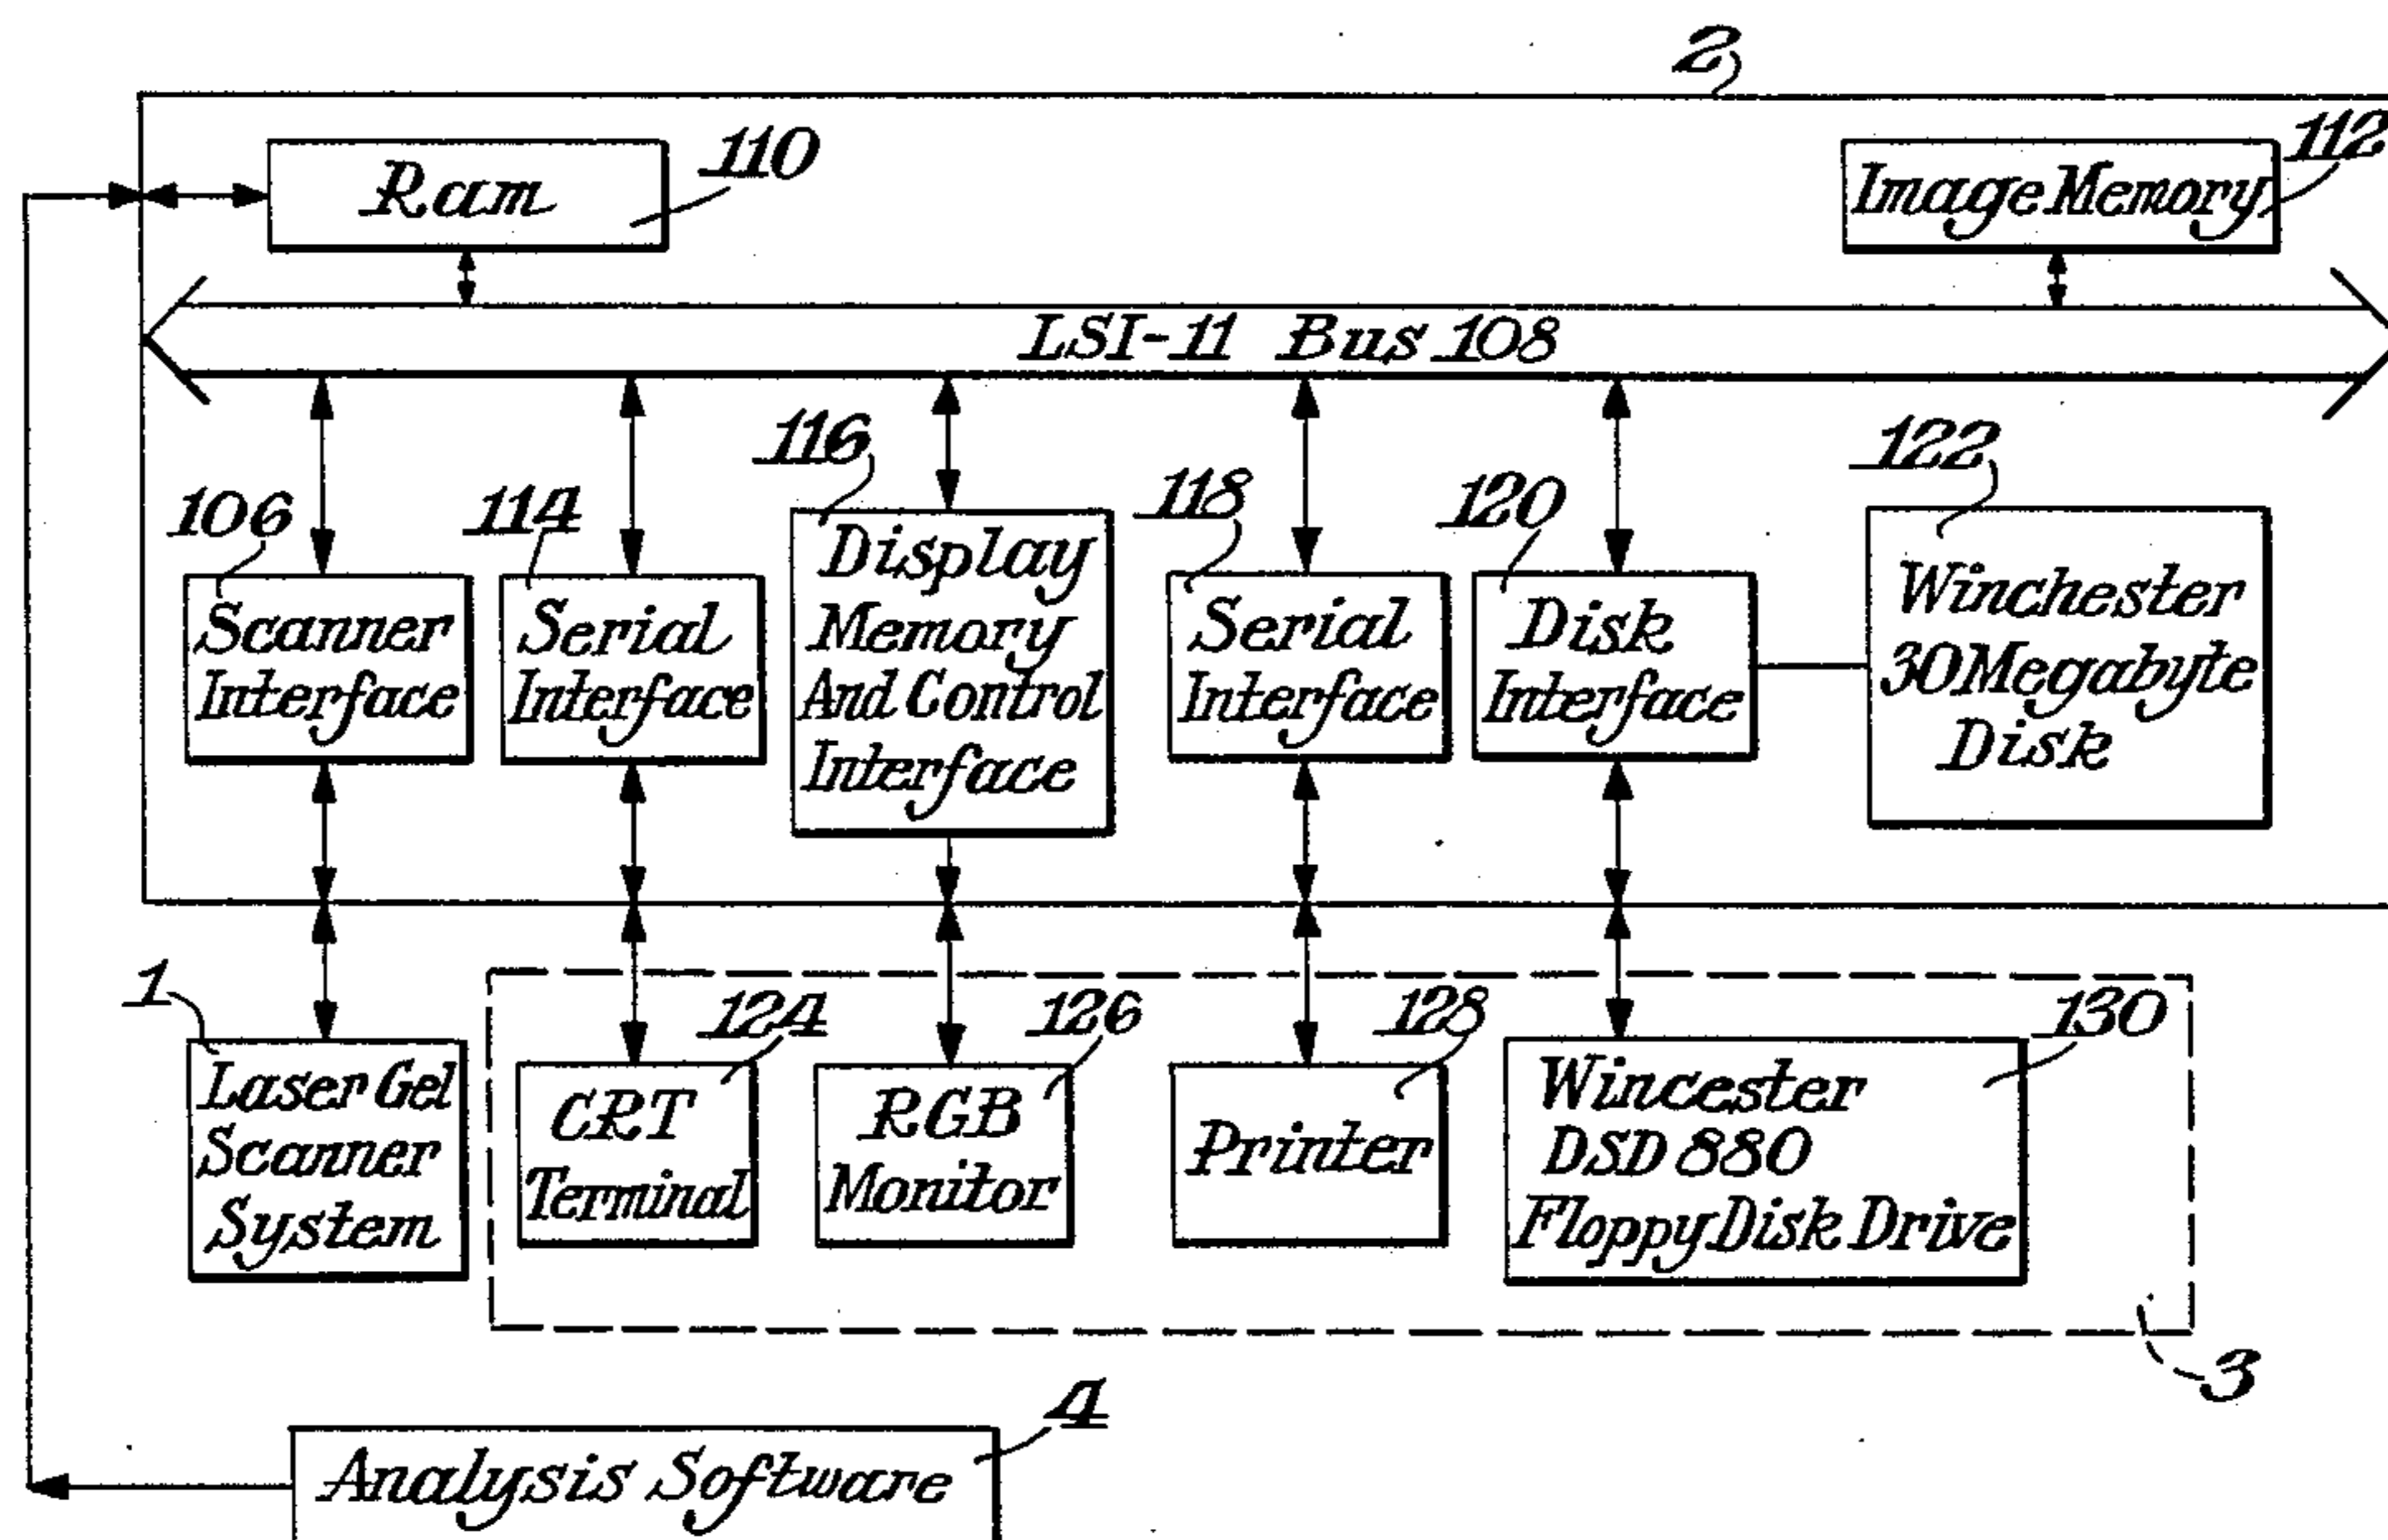 2
Ram
110
Image Memory
112
LSI-11 Bus 108
106
Scanner
Interface
114
Serial
Interface
116
Display
Memory
And Control
Interface
118
Serial
Interface
120
Disk
Interface
122
Winchester
30 Megabyte
Disk
1
Laser Gel
Scanner
System
124
CRT
Terminal
126
RGB
Monitor
128
Printer
130
Wincester
DSD 880
Floppy Disk Drive
3
4
Analysis Software